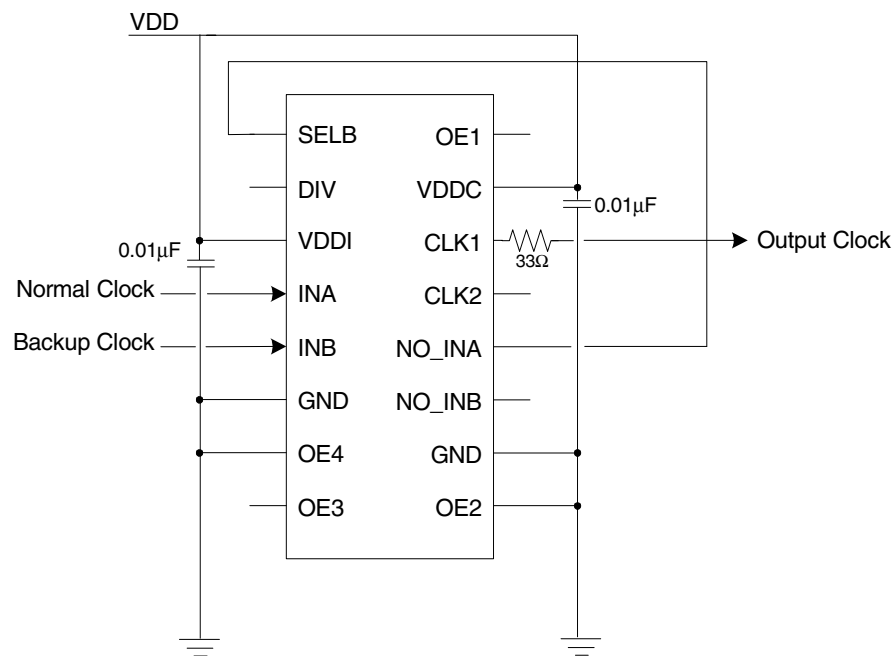 VDD
SELB OE1
DIV VDDC
0.01μF
VDDI CLK1
33Ω
Output Clock
0.01μF
Normal Clock
INA CLK2
Backup Clock
INB NO_INA
GND NO_INB
OE4 GND
OE3 OE2